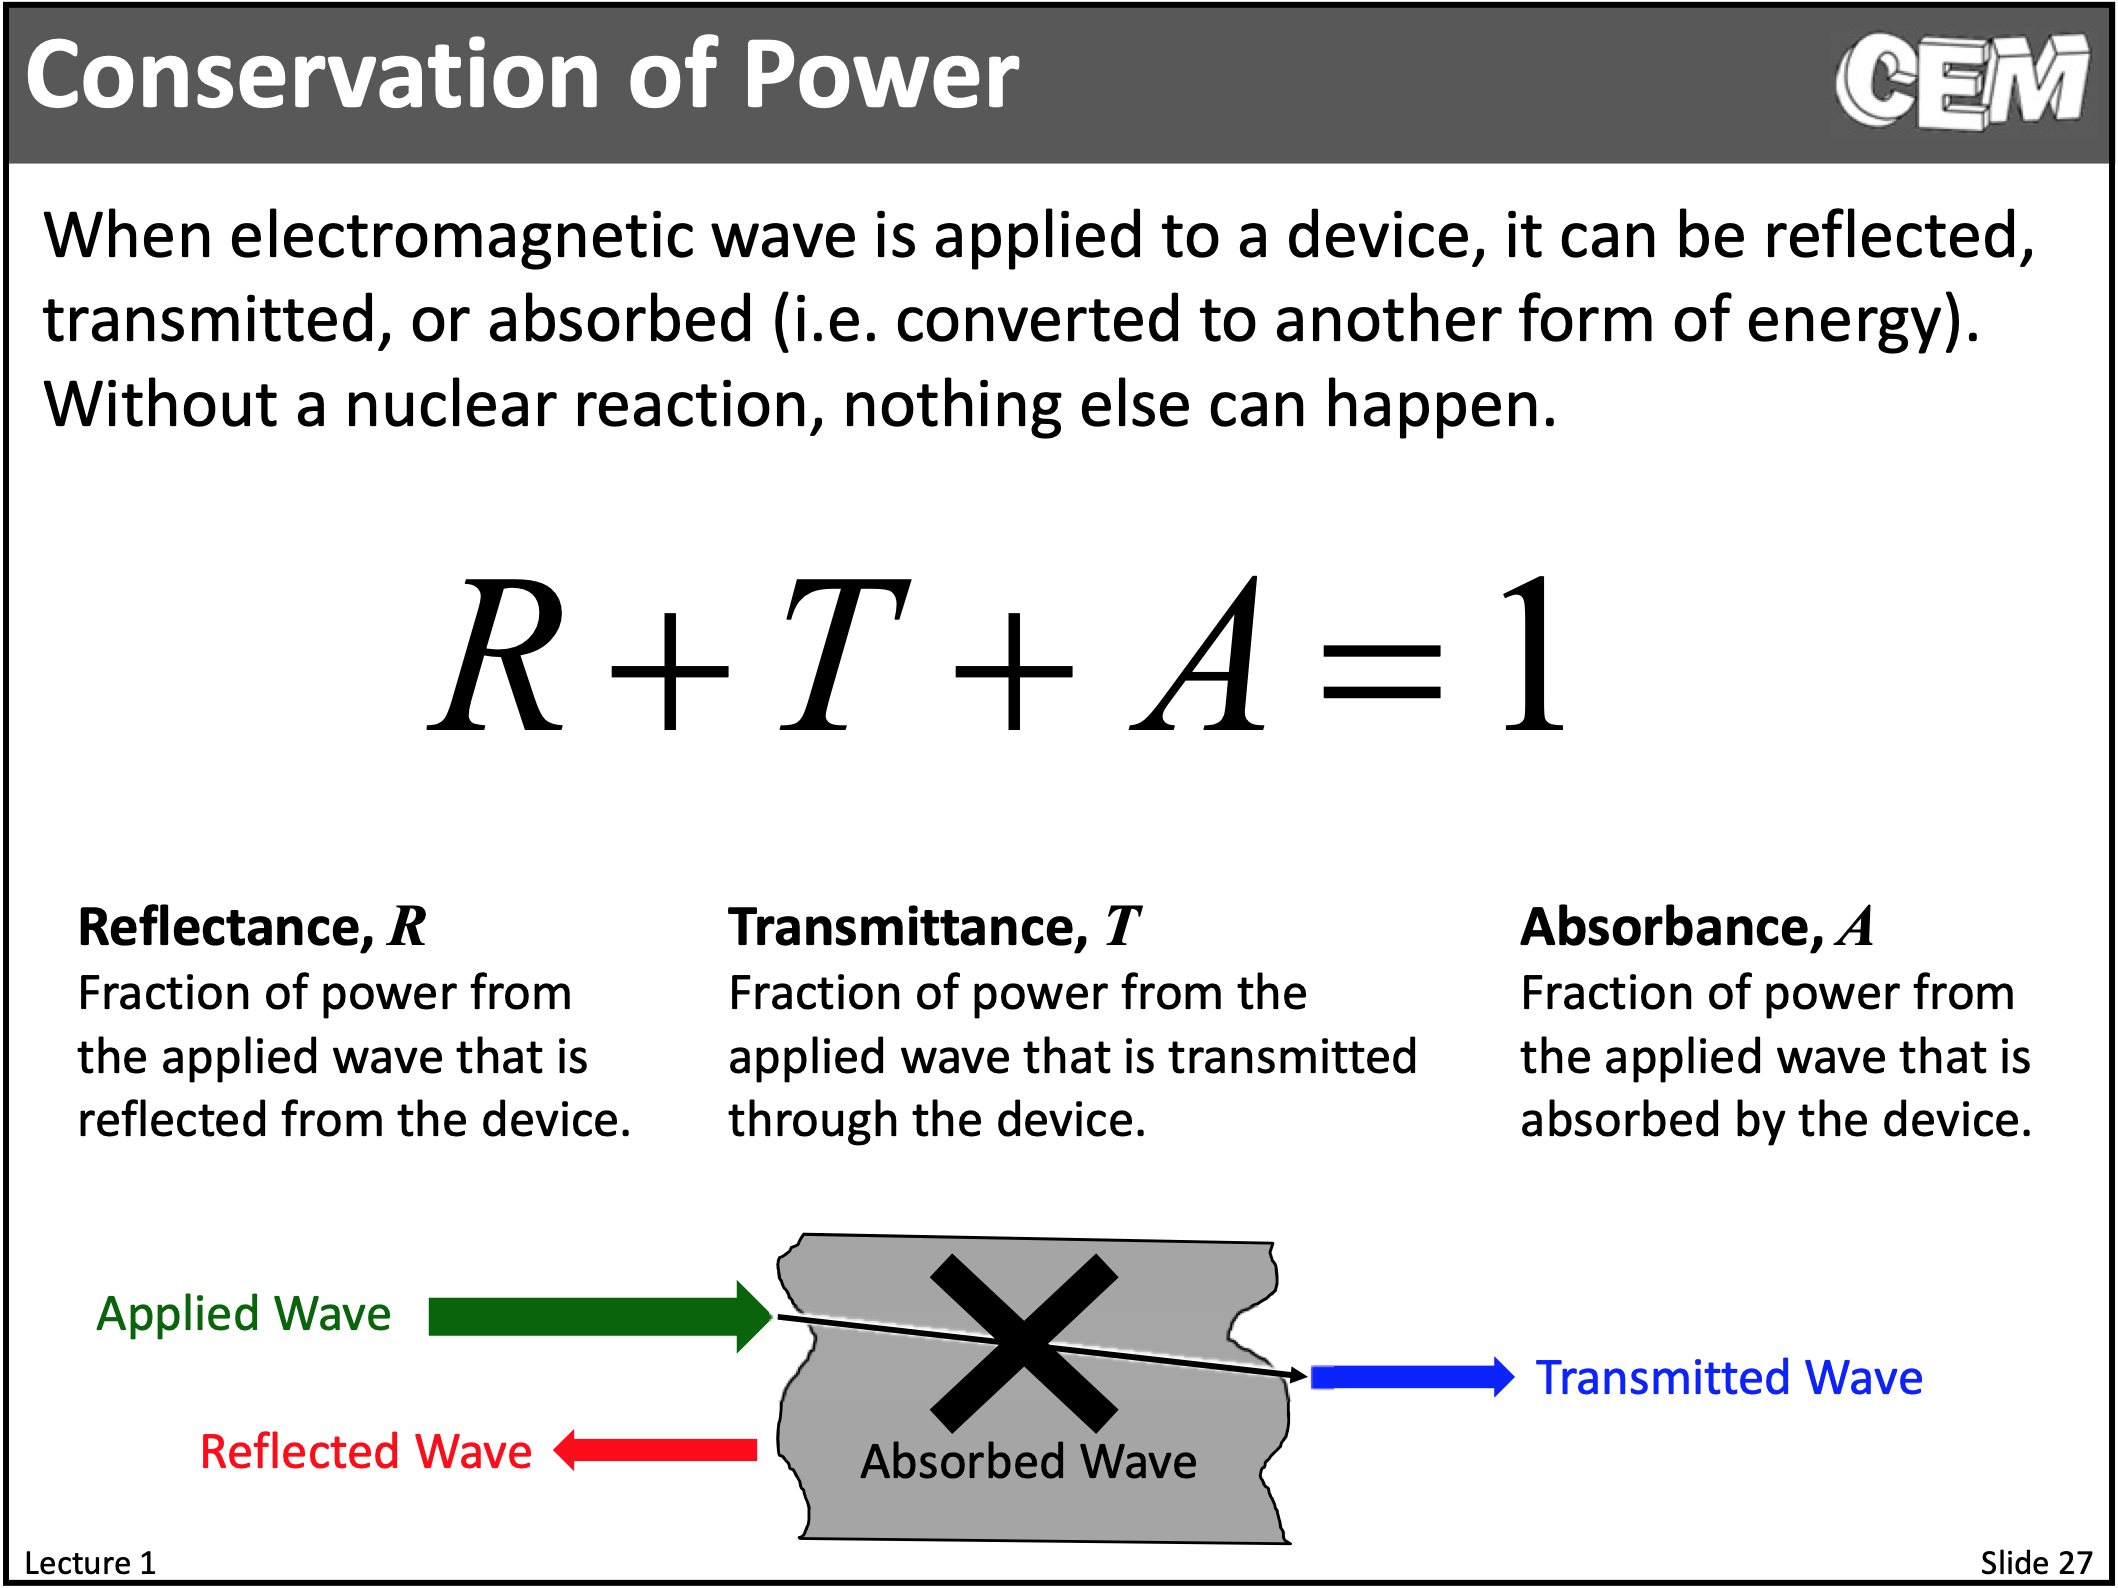 Conservation of Power
CEM
When electromagnetic wave is applied to a device, it can be reflected,
transmitted, or absorbed (i.e. converted to another form of energy).
Without a nuclear reaction, nothing else can happen.
R + T + A = 1
Reflectance, R
Fraction of power from
the applied wave that is
reflected from the device.
Transmittance, T
Fraction of power from the
applied wave that is transmitted
through the device.
Absorbance, A
Fraction of power from
the applied wave that is
absorbed by the device.
Applied Wave
Transmitted Wave
Reflected Wave
Absorbed Wave
Lecture 1
Slide 27